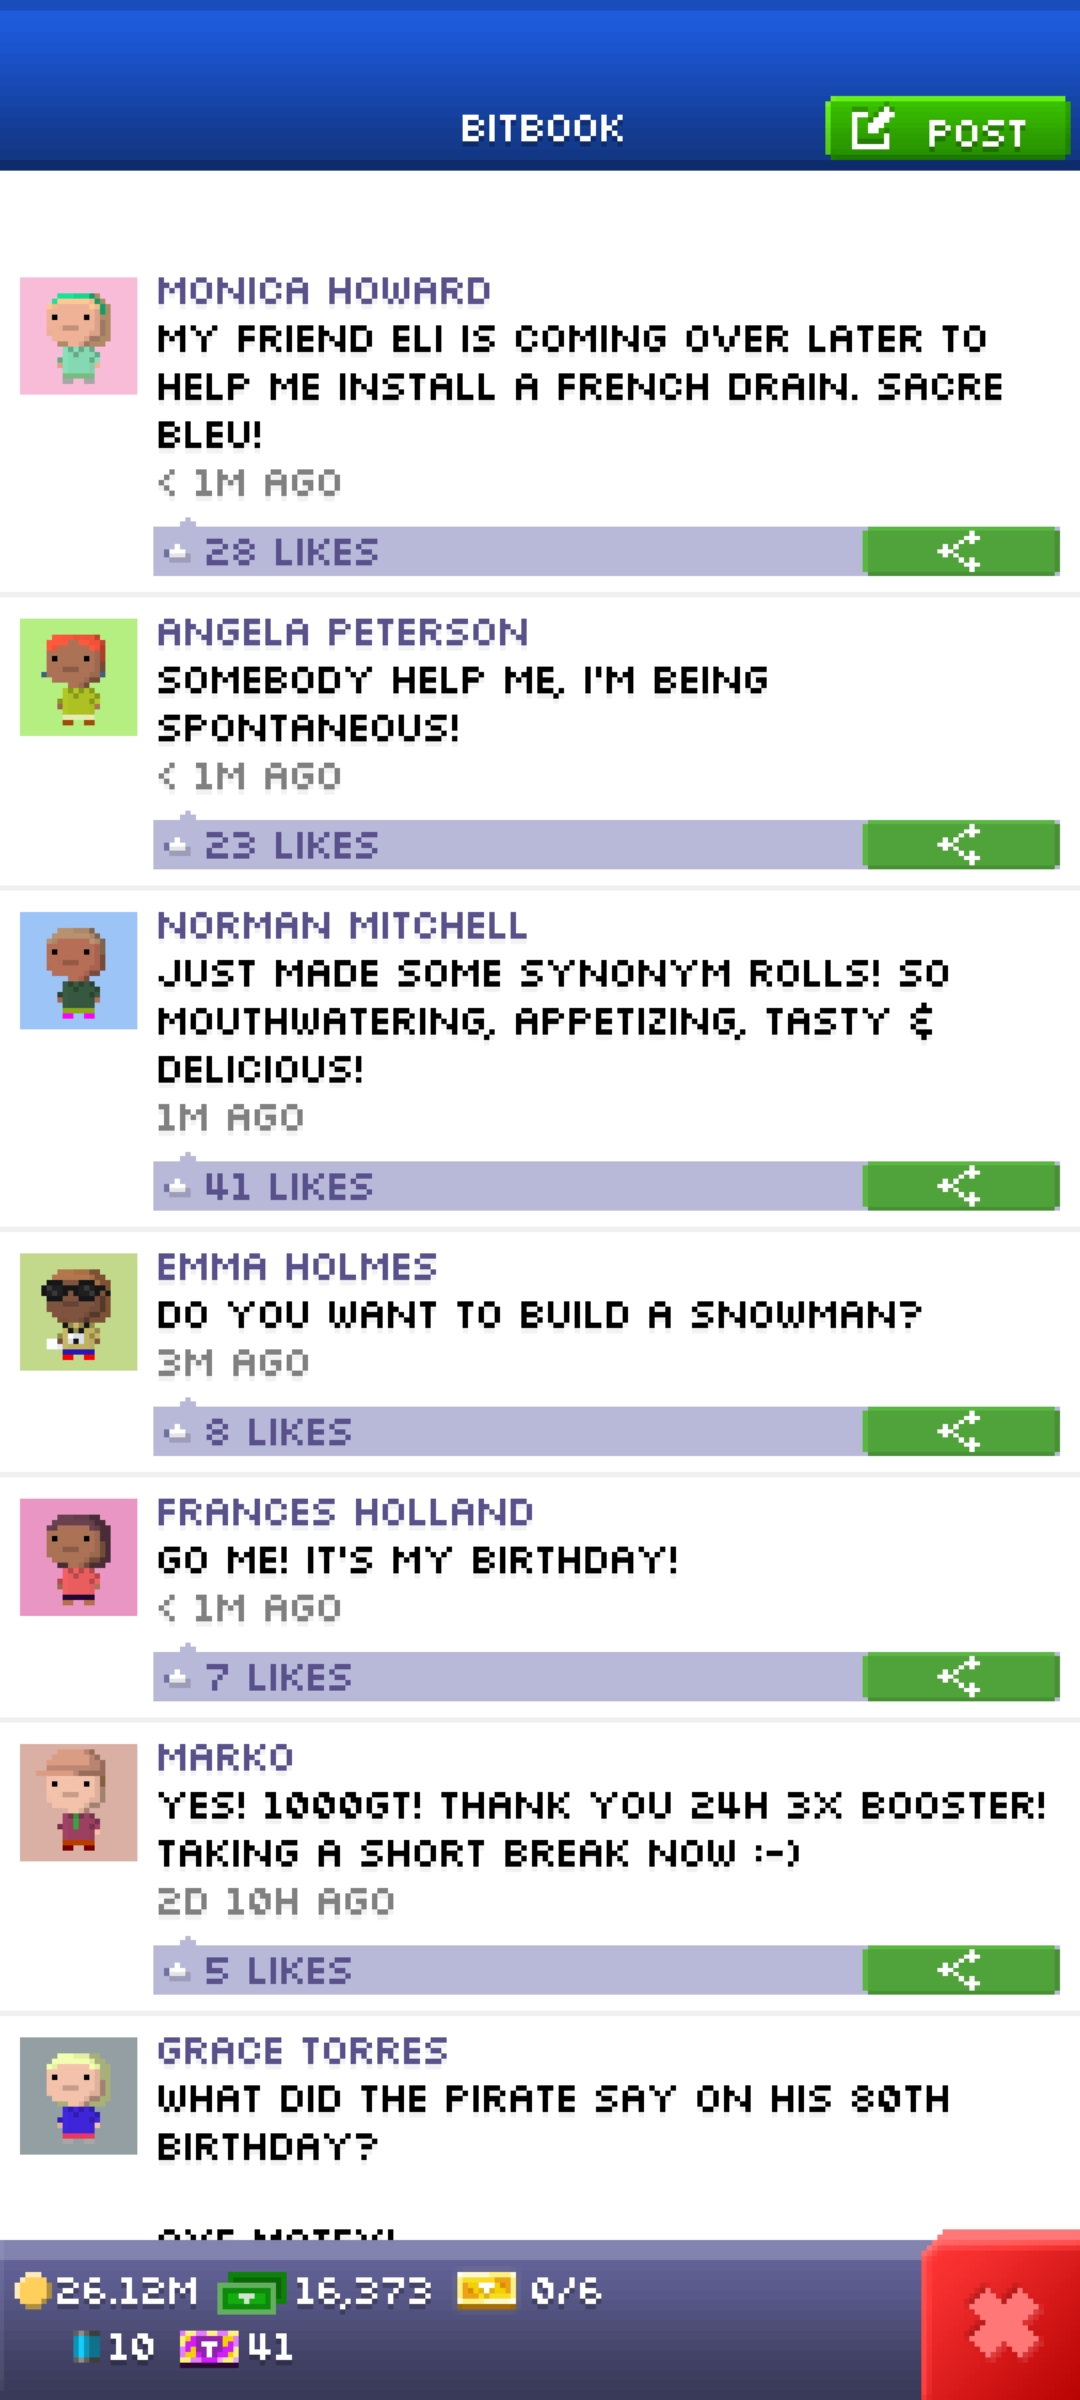 BITBOOK
POST
MONICA HOWARD
MY FRIEND ELI IS COMING OVER LATER TO
HELP ME INSTALL A FRENCH DRAIN. SACRE
BLEU!
< 1M AGO
28 LIKES
ANGELA PETERSON
SOMEBODY HELP ME, I'M BEING
SPONTANEOUS!
< 1M AGO
23 LIKES
NORMAN MITCHELL
JUST MADE SOME SYNONYM ROLLS! SO
MOUTHWATERING, APPETIZING, TASTY &
DELICIOUS!
1M AGO
41 LIKES
EMMA HOLMES
DO YOU WANT TO BUILD A SNOWMAN?
3M AGO
8 LIKES
FRANCES HOLLAND
GO ME! IT'S MY BIRTHDAY!
< 1M AGO
7 LIKES
MARKO
YES! 1000GT! THANK YOU 24H 3X BOOSTER!
TAKING A SHORT BREAK NOW :-)
2D 10H AGO
5 LIKES
GRACE TORRES
WHAT DID THE PIRATE SAY ON HIS 80TH
BIRTHDAY?
AYE MATEY!
26.12M 16,373 0/6
10 41